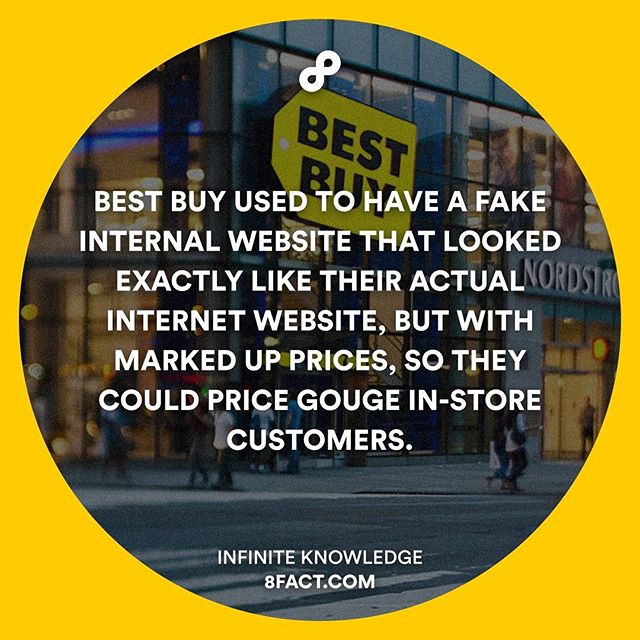 BEST
BUY
BEST BUY USED TO HAVE A FAKE
INTERNAL WEBSITE THAT LOOKED
EXACTLY LIKE THEIR ACTUAL
NORDSTR
INTERNET WEBSITE, BUT WITH
MARKED UP PRICES, SO THEY
COULD PRICE GOUGE IN-STORE
CUSTOMERS.
INFINITE KNOWLEDGE
8FACT.COM